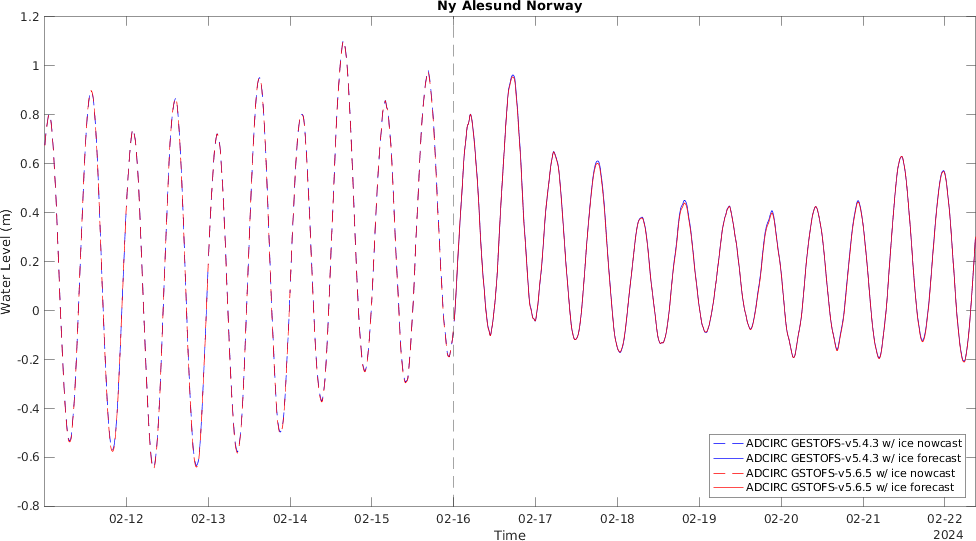 Ny Alesund Norway
1.2
1
0.8
0.6
0.4
0.2
0
-0.2
-0.4
-0.6
-0.8
Water Level (m)
ADCIRC GESTOFS-v5.4.3 w/ ice nowcast
ADCIRC GESTOFS-v5.4.3 w/ ice forecast
ADCIRC GSTOFS-v5.6.5 w/ ice nowcast
ADCIRC GSTOFS-v5.6.5 w/ ice forecast
02-12 02-13 02-14 02-15 02-16 02-17 02-18 02-19 02-20 02-21 02-22
Time
2024